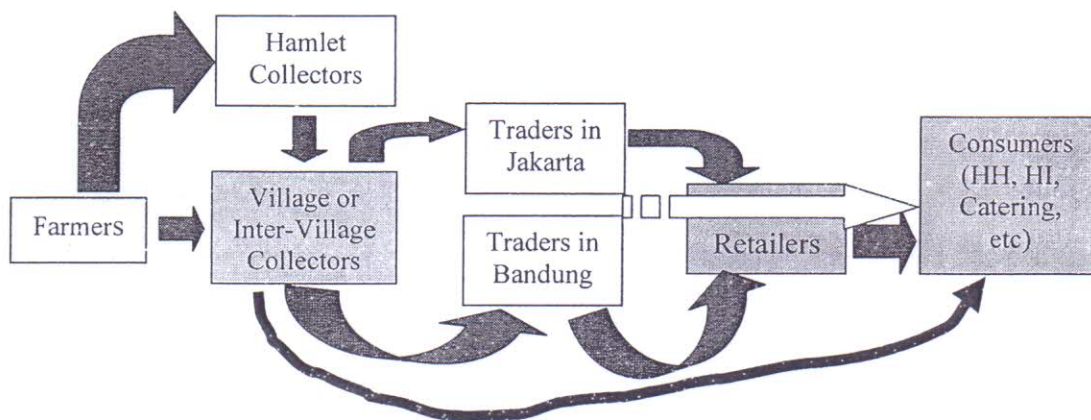 Hamlet
Collectors
Farmers
Village or
Inter-Village
Collectors
Traders in
Jakarta
Traders in
Bandung
Retailers
Consumers
(HH, HI,
Catering,
etc)